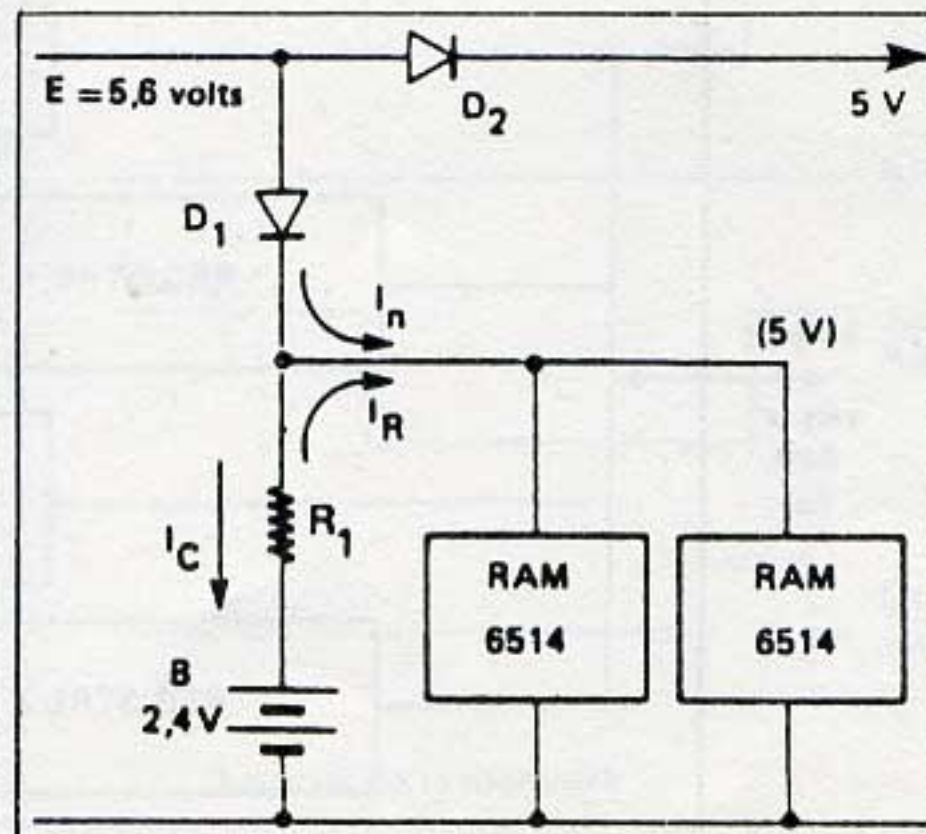 E = 5,6 volts
D2
5 V
D1
In
(5 V)
IR
IC
R1
RAM
6514
RAM
6514
B
2,4 V